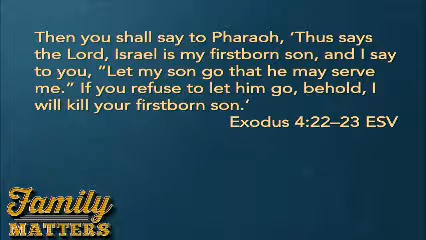 Then you shall say to Pharaoh, ‘Thus says
the Lord, Israel is my firstborn son, and I say
to you, “Let my son go that he may serve
me.” If you refuse to let him go, behold, I
will kill your firstborn son.‘
Exodus 4:22–23 ESV
Family
MATTERS